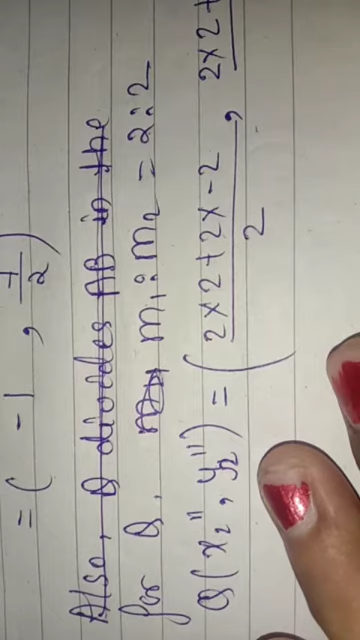 = ( -1 , 1/2 )
Also, Q divides AB in the
for Q, m₁ : m₂ = 2 : 2
Q(x₂'', y₂'') = ( 2×2+2×-2 / 2 , 2×2+